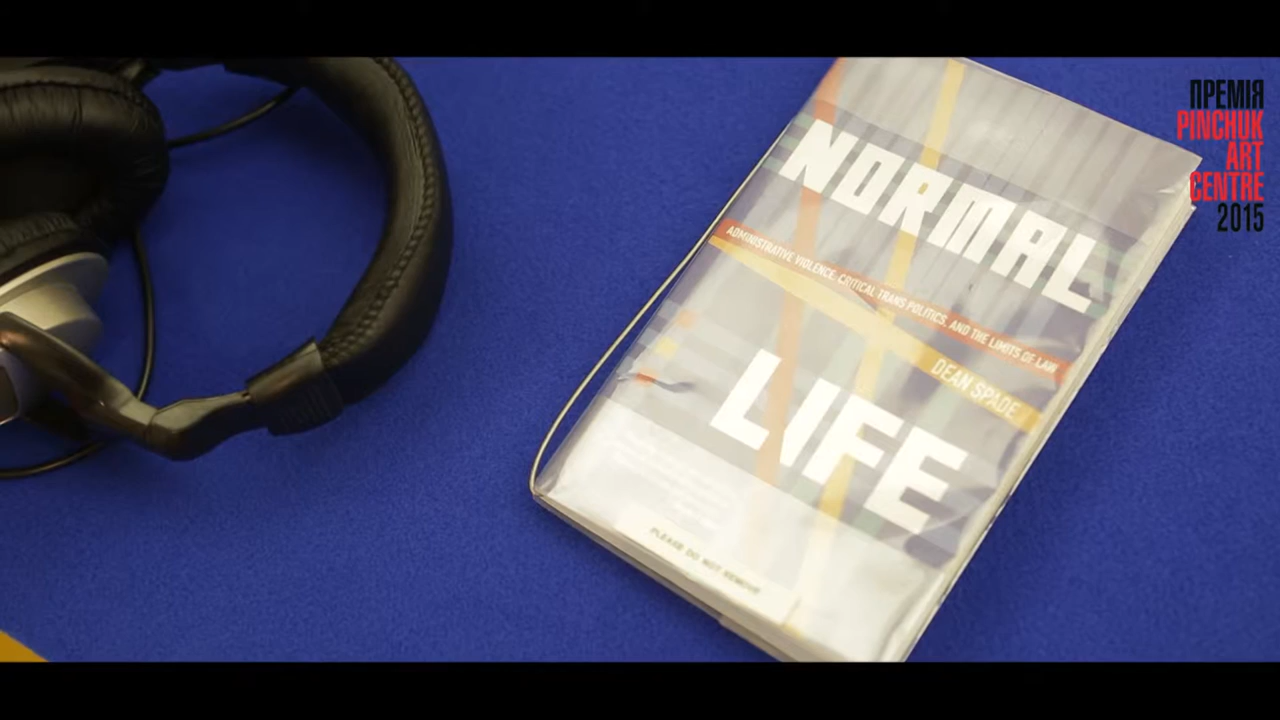 NORMAL
ADMINISTRATIVE VIOLENCE, CRITICAL TRANS POLITICS, AND THE LIMITS OF LAW
DEAN SPADE
LIFE
PLEASE DO NOT REMOVE
ПРЕМІЯ
PINCHUK
ART
CENTRE
2015